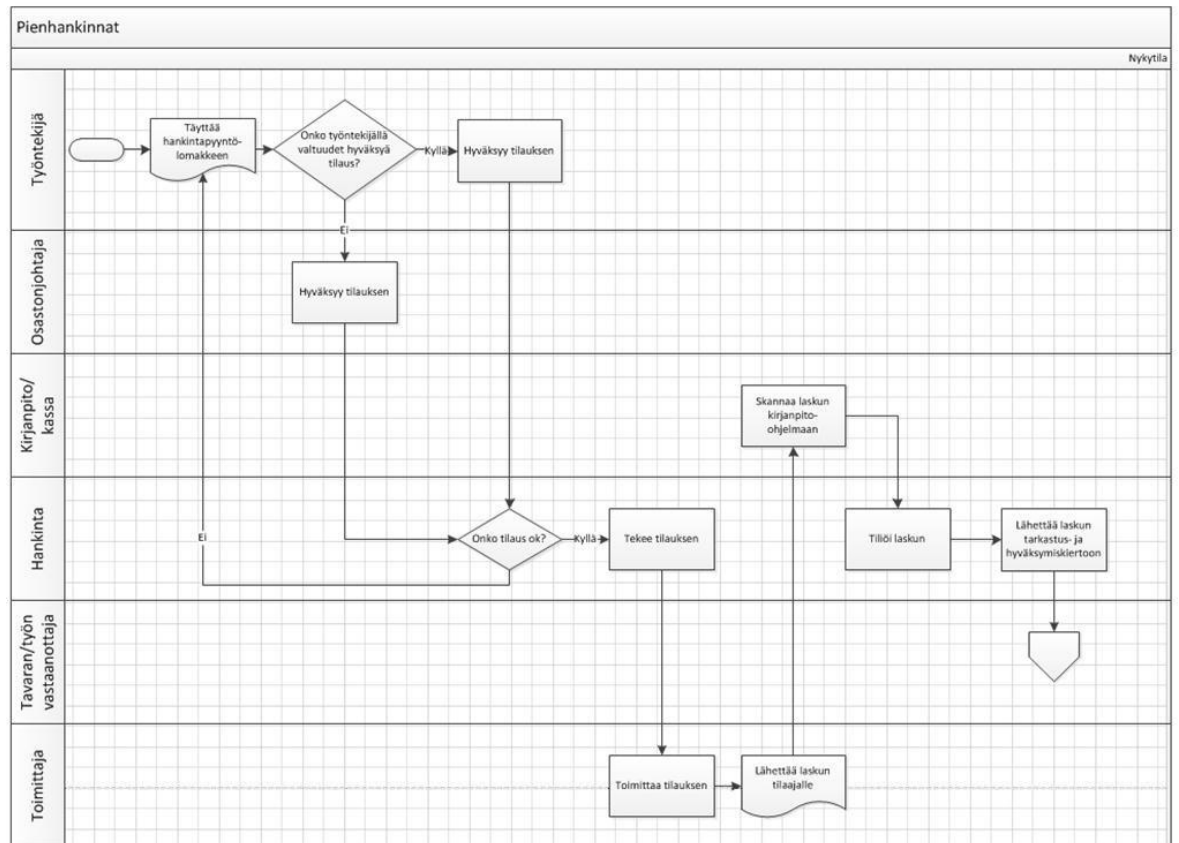 Pienhankinnat
Nykytila
Työntekijä
Täyttää
hankintapyyntö-
lomakkeen
Onko työntekijällä
valtuudet hyväksyä
tilaus?
Kyllä
Hyväksyy tilauksen
Ei
Osastonjohtaja
Hyväksyy tilauksen
Kirjanpito/
kassa
Skannaa laskun
kirjanpito-
ohjelmaan
Hankinta
Ei
Onko tilaus ok?
Kyllä
Tekee tilauksen
Tiliöi laskun
Lähettää laskun
tarkastus- ja
hyväksymiskiertoon
Tavaran/työn
vastaanottaja
Toimittaja
Toimittaa tilauksen
Lähettää laskun
tilaajalle